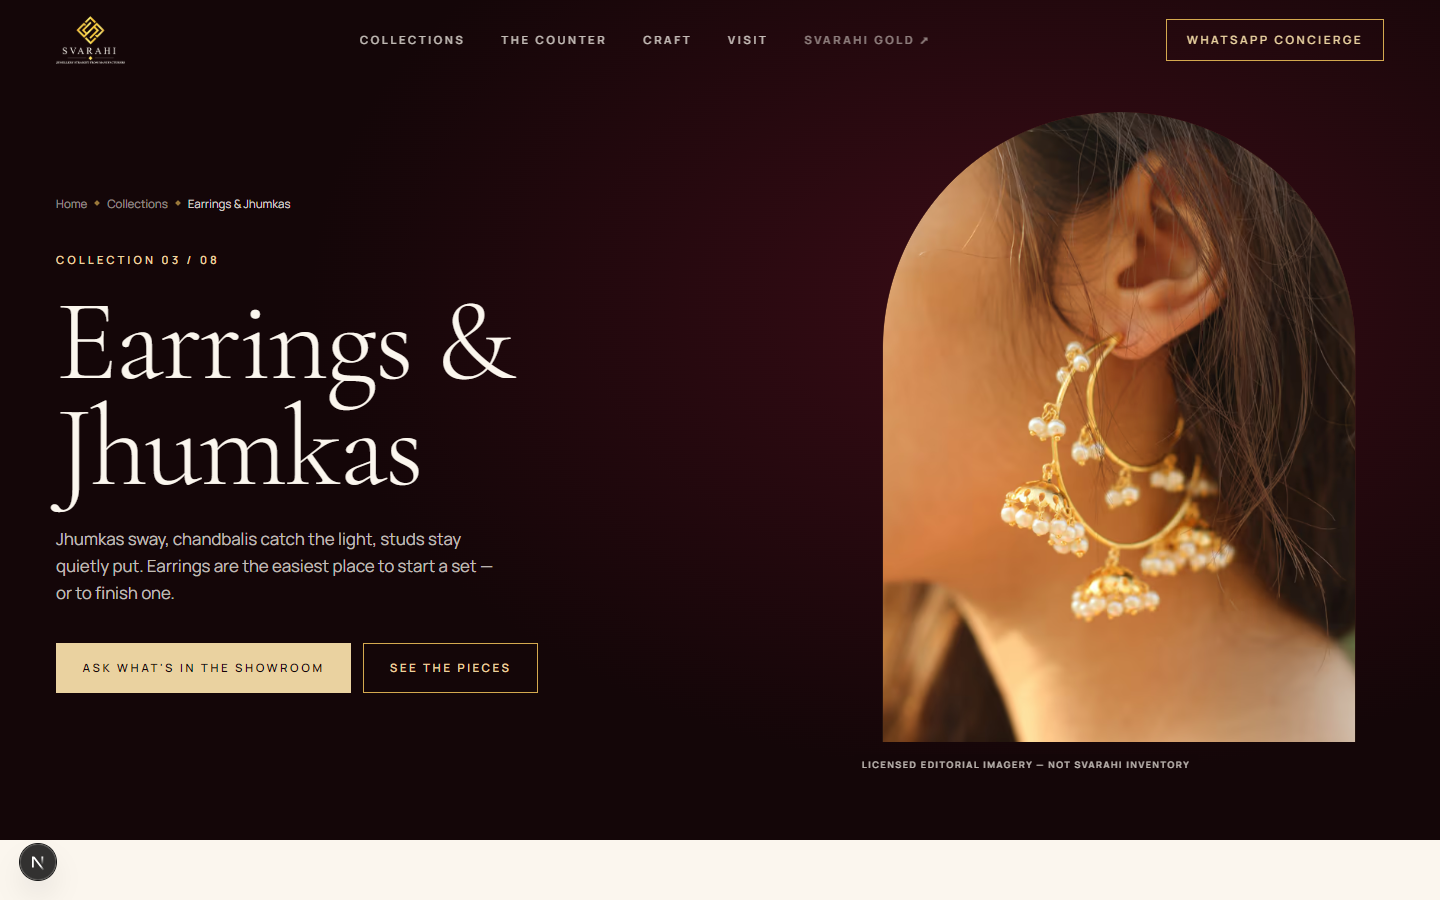 SVARAHI
COLLECTIONS
THE COUNTER
CRAFT
VISIT
SVARAHI GOLD ↗
WHATSAPP CONCIERGE
Home ◆ Collections ◆ Earrings & Jhumkas
COLLECTION 03 / 08
Earrings &
Jhumkas
Jhumkas sway, chandbalis catch the light, studs stay
quietly put. Earrings are the easiest place to start a set —
or to finish one.
ASK WHAT'S IN THE SHOWROOM
SEE THE PIECES
LICENSED EDITORIAL IMAGERY — NOT SVARAHI INVENTORY
N